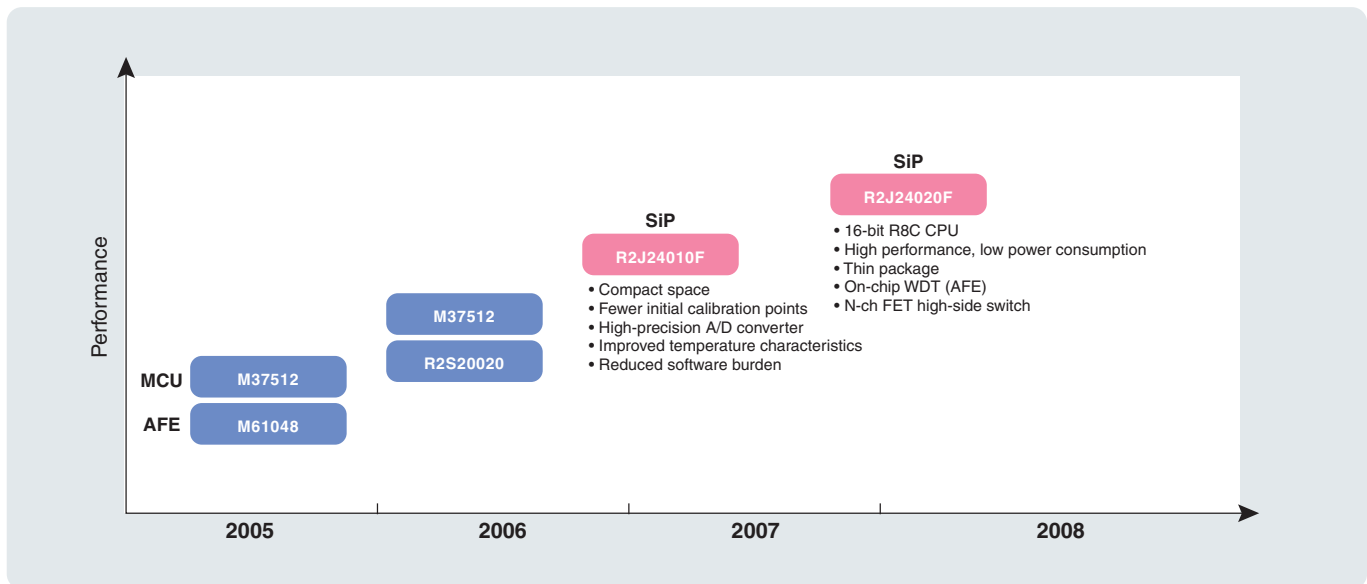 Performance
SiP
R2J24020F
• 16-bit R8C CPU
• High performance, low power consumption
• Thin package
• On-chip WDT (AFE)
• N-ch FET high-side switch
SiP
R2J24010F
• Compact space
• Fewer initial calibration points
• High-precision A/D converter
• Improved temperature characteristics
• Reduced software burden
M37512
R2S20020
MCU
M37512
AFE
M61048
2005
2006
2007
2008